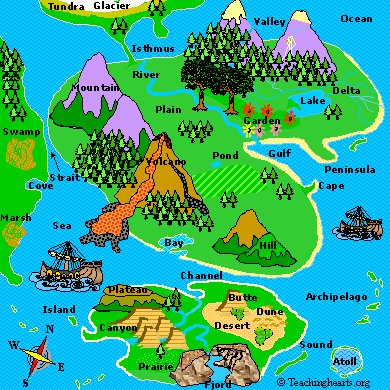 Tundra Glacier
Valley
Ocean
Isthmus
River
Mountain
Delta
Lake
Plain
Garden
Swamp
Volcano
Pond
Gulf
Peninsula
Strait
Cove
Cape
Marsh
Sea
Bay
Hill
Channel
Plateau
Butte
Archipelago
Island
Dune
Canyon
Desert
N
W
E
S
Sound
Prairie
Atoll
Fjord
© Teachinghearts.org